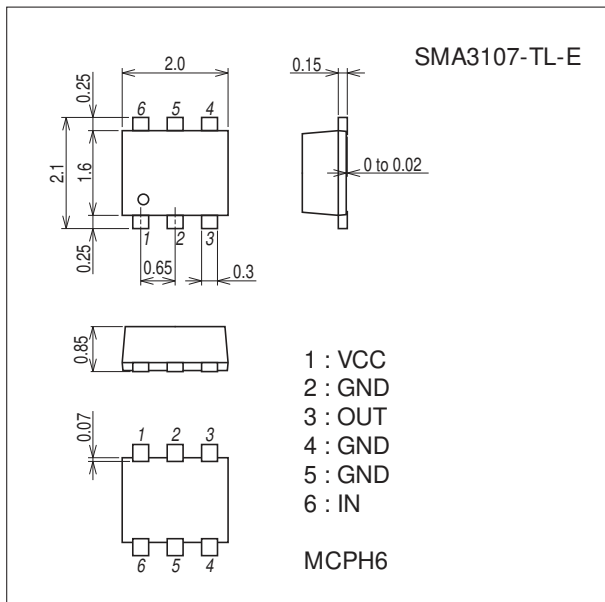 SMA3107-TL-E
2.0
0.15
0.25
6 5 4
2.1
1.6
0 to 0.02
1 2 3
0.25
0.65
0.3
0.85
0.07
1 2 3
6 5 4
1 : VCC
2 : GND
3 : OUT
4 : GND
5 : GND
6 : IN
MCPH6